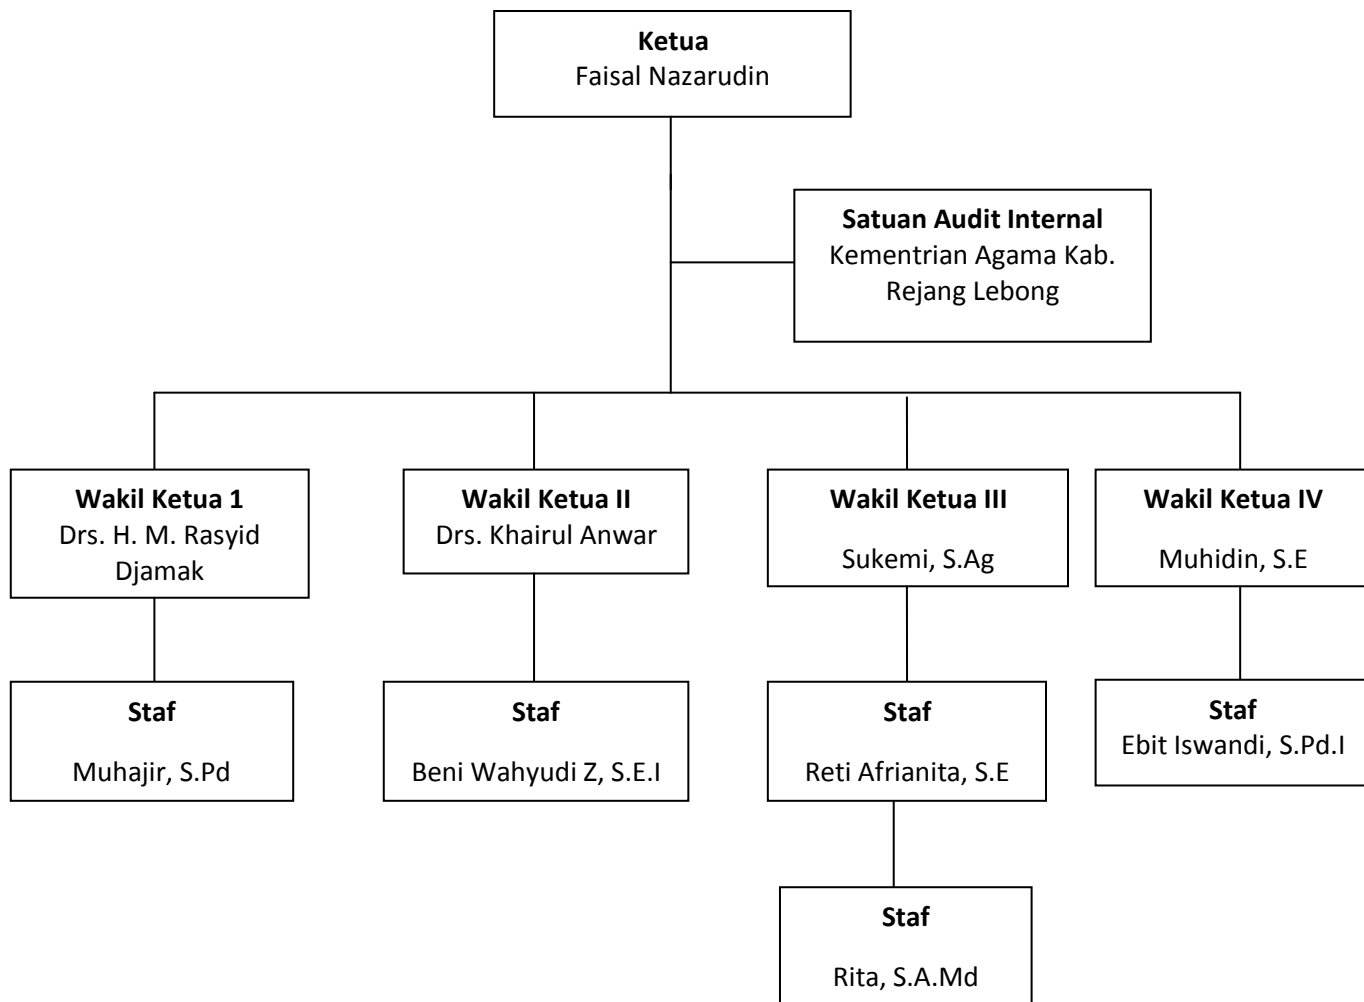 Ketua
Faisal Nazarudin
Satuan Audit Internal
Kementrian Agama Kab.
Rejang Lebong
Wakil Ketua 1
Drs. H. M. Rasyid
Djamak
Wakil Ketua II
Drs. Khairul Anwar
Wakil Ketua III
Sukemi, S.Ag
Wakil Ketua IV
Muhidin, S.E
Staf
Muhajir, S.Pd
Staf
Beni Wahyudi Z, S.E.I
Staf
Reti Afrianita, S.E
Staf
Ebit Iswandi, S.Pd.I
Staf
Rita, S.A.Md